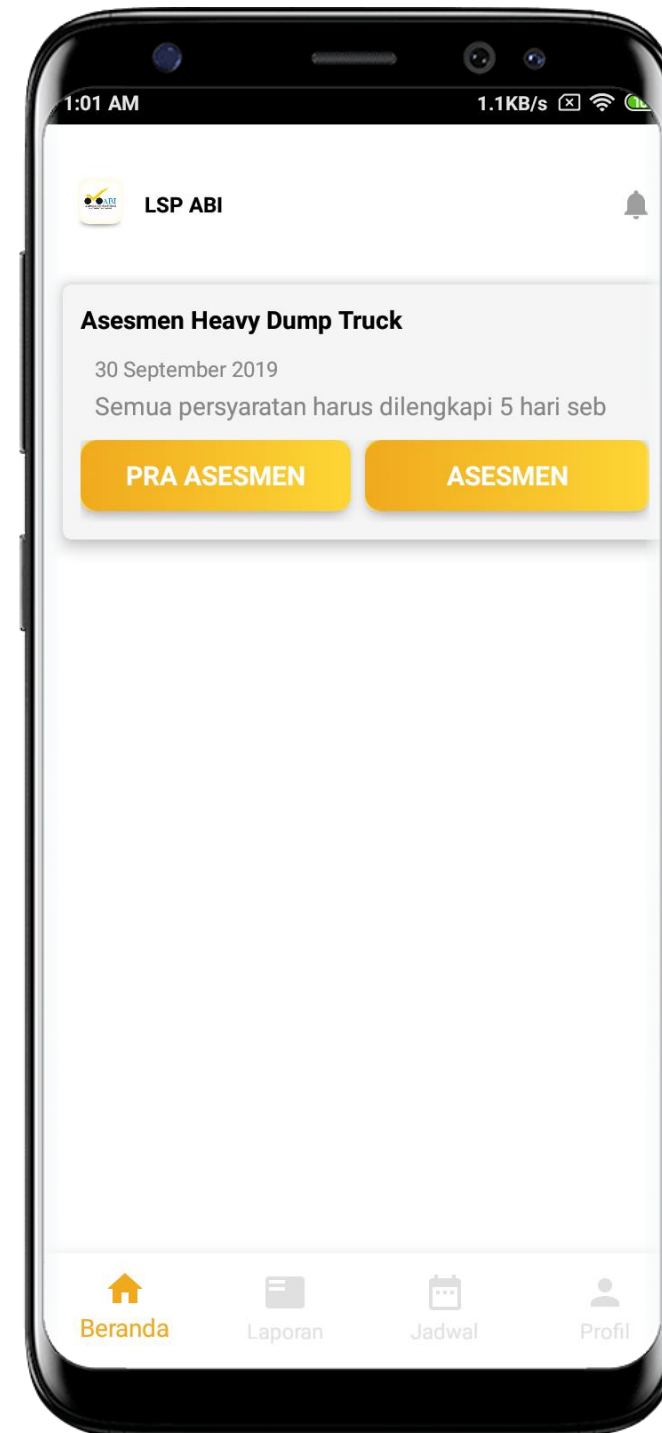 1:01 AM 1.1KB/s
LSP ABI
Asesmen Heavy Dump Truck
30 September 2019
Semua persyaratan harus dilengkapi 5 hari seb
PRA ASESMEN ASESMEN
Beranda Laporan Jadwal Profil